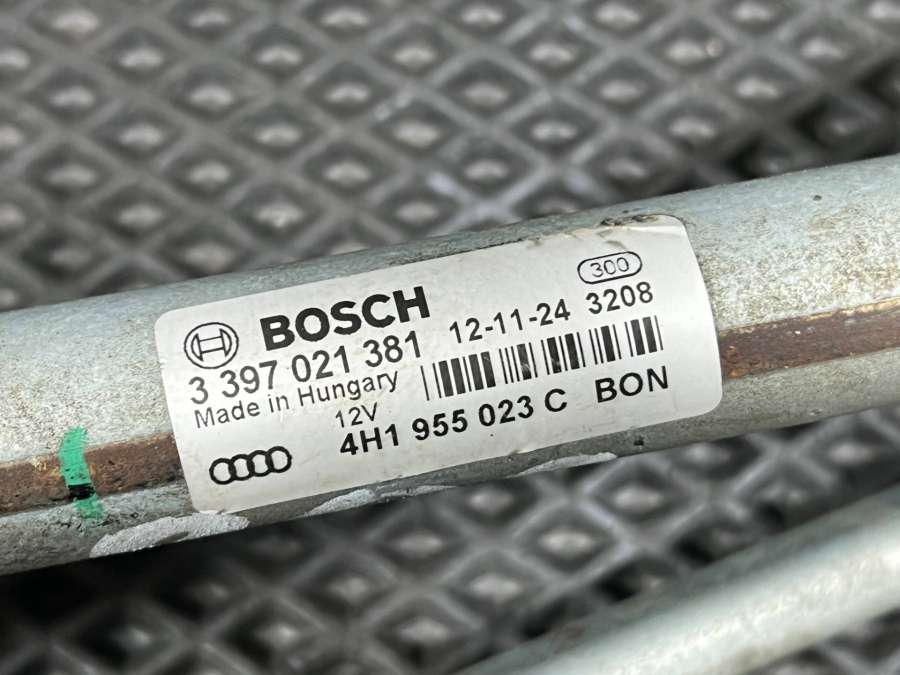 BOSCH
300
3 397 021 381 12-11-24 3208
Made in Hungary
12V
4H1 955 023 C BON